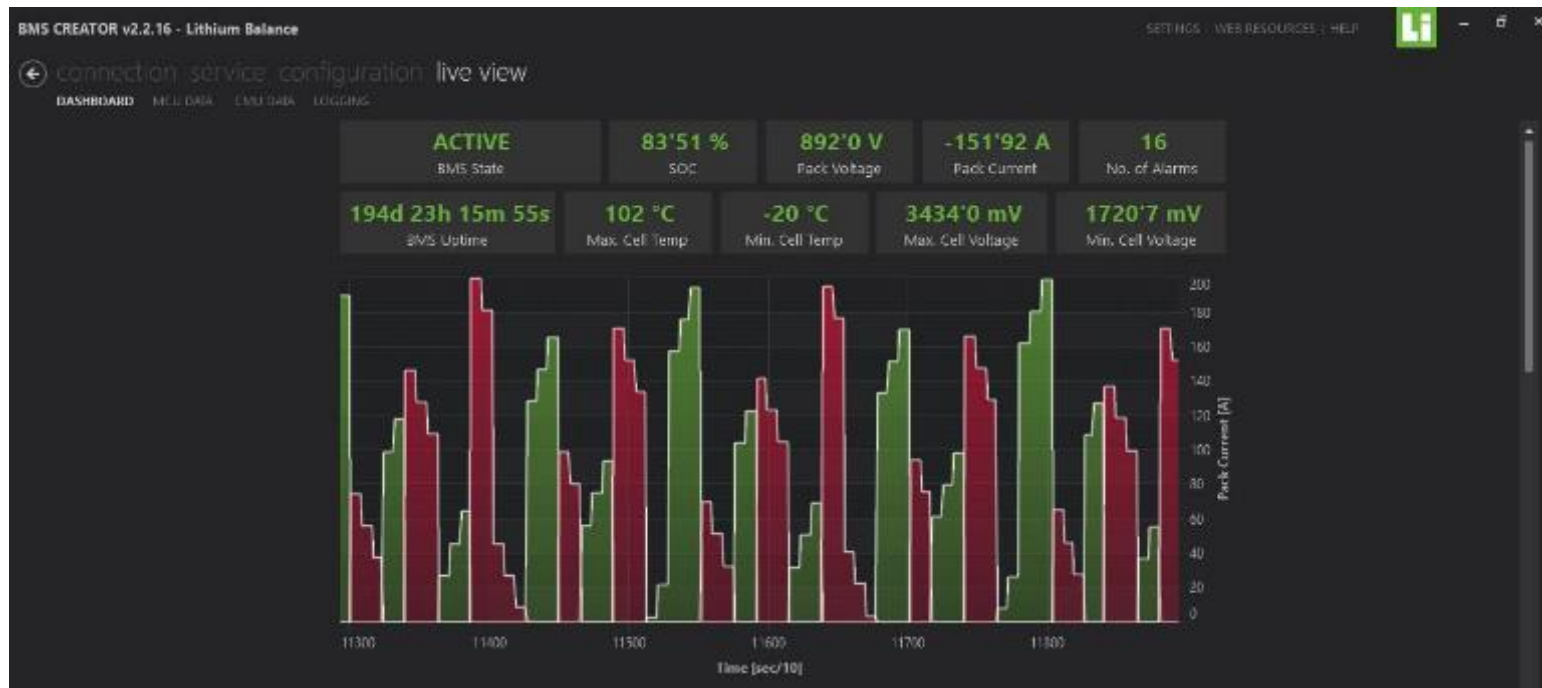 BMS CREATOR v2.2.16 - Lithium Balance
SETTINGS | WEB RESOURCES | HELP
Li
connection service configuration live view
DASHBOARD MCU DATA CMU DATA LOGGING
ACTIVE
BMS State
83'51 %
SOC
892'0 V
Pack Voltage
-151'92 A
Pack Current
16
No. of Alarms
194d 23h 15m 55s
BMS Uptime
102 °C
Max. Cell Temp
-20 °C
Min. Cell Temp
3434'0 mV
Max. Cell Voltage
1720'7 mV
Min. Cell Voltage
200
180
160
140
120
100
80
60
40
20
0
Pack Current [A]
11300 11400 11500 11600 11700 11800
Time [sec/10]